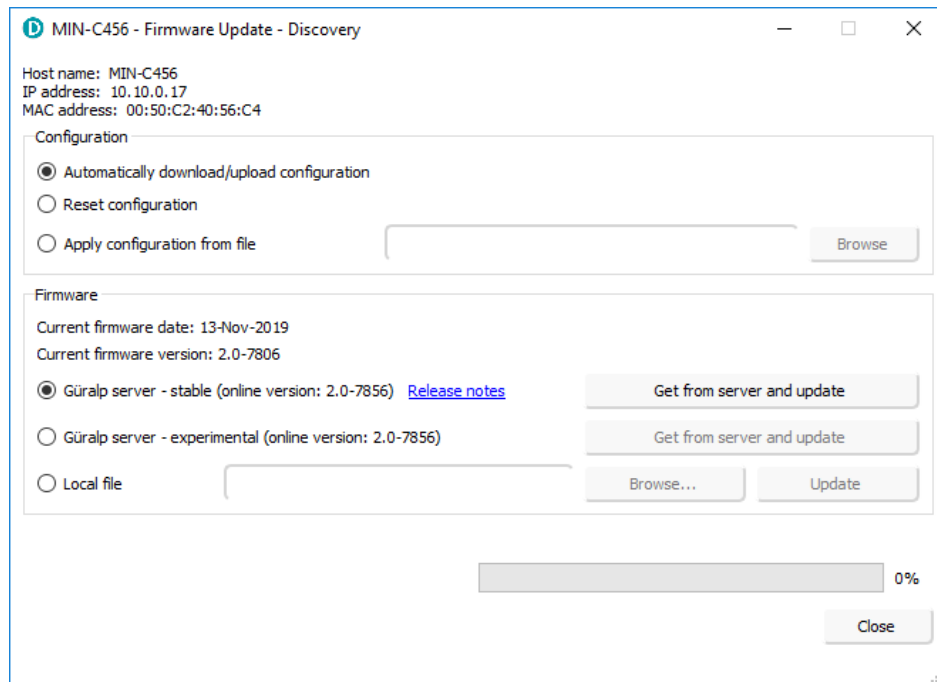 MIN-C456 - Firmware Update - Discovery
Host name: MIN-C456
IP address: 10.10.0.17
MAC address: 00:50:C2:40:56:C4
Configuration
Automatically download/upload configuration
Reset configuration
Apply configuration from file Browse
Firmware
Current firmware date: 13-Nov-2019
Current firmware version: 2.0-7806
Güralp server - stable (online version: 2.0-7856) Release notes Get from server and update
Güralp server - experimental (online version: 2.0-7856) Get from server and update
Local file Browse... Update
0%
Close